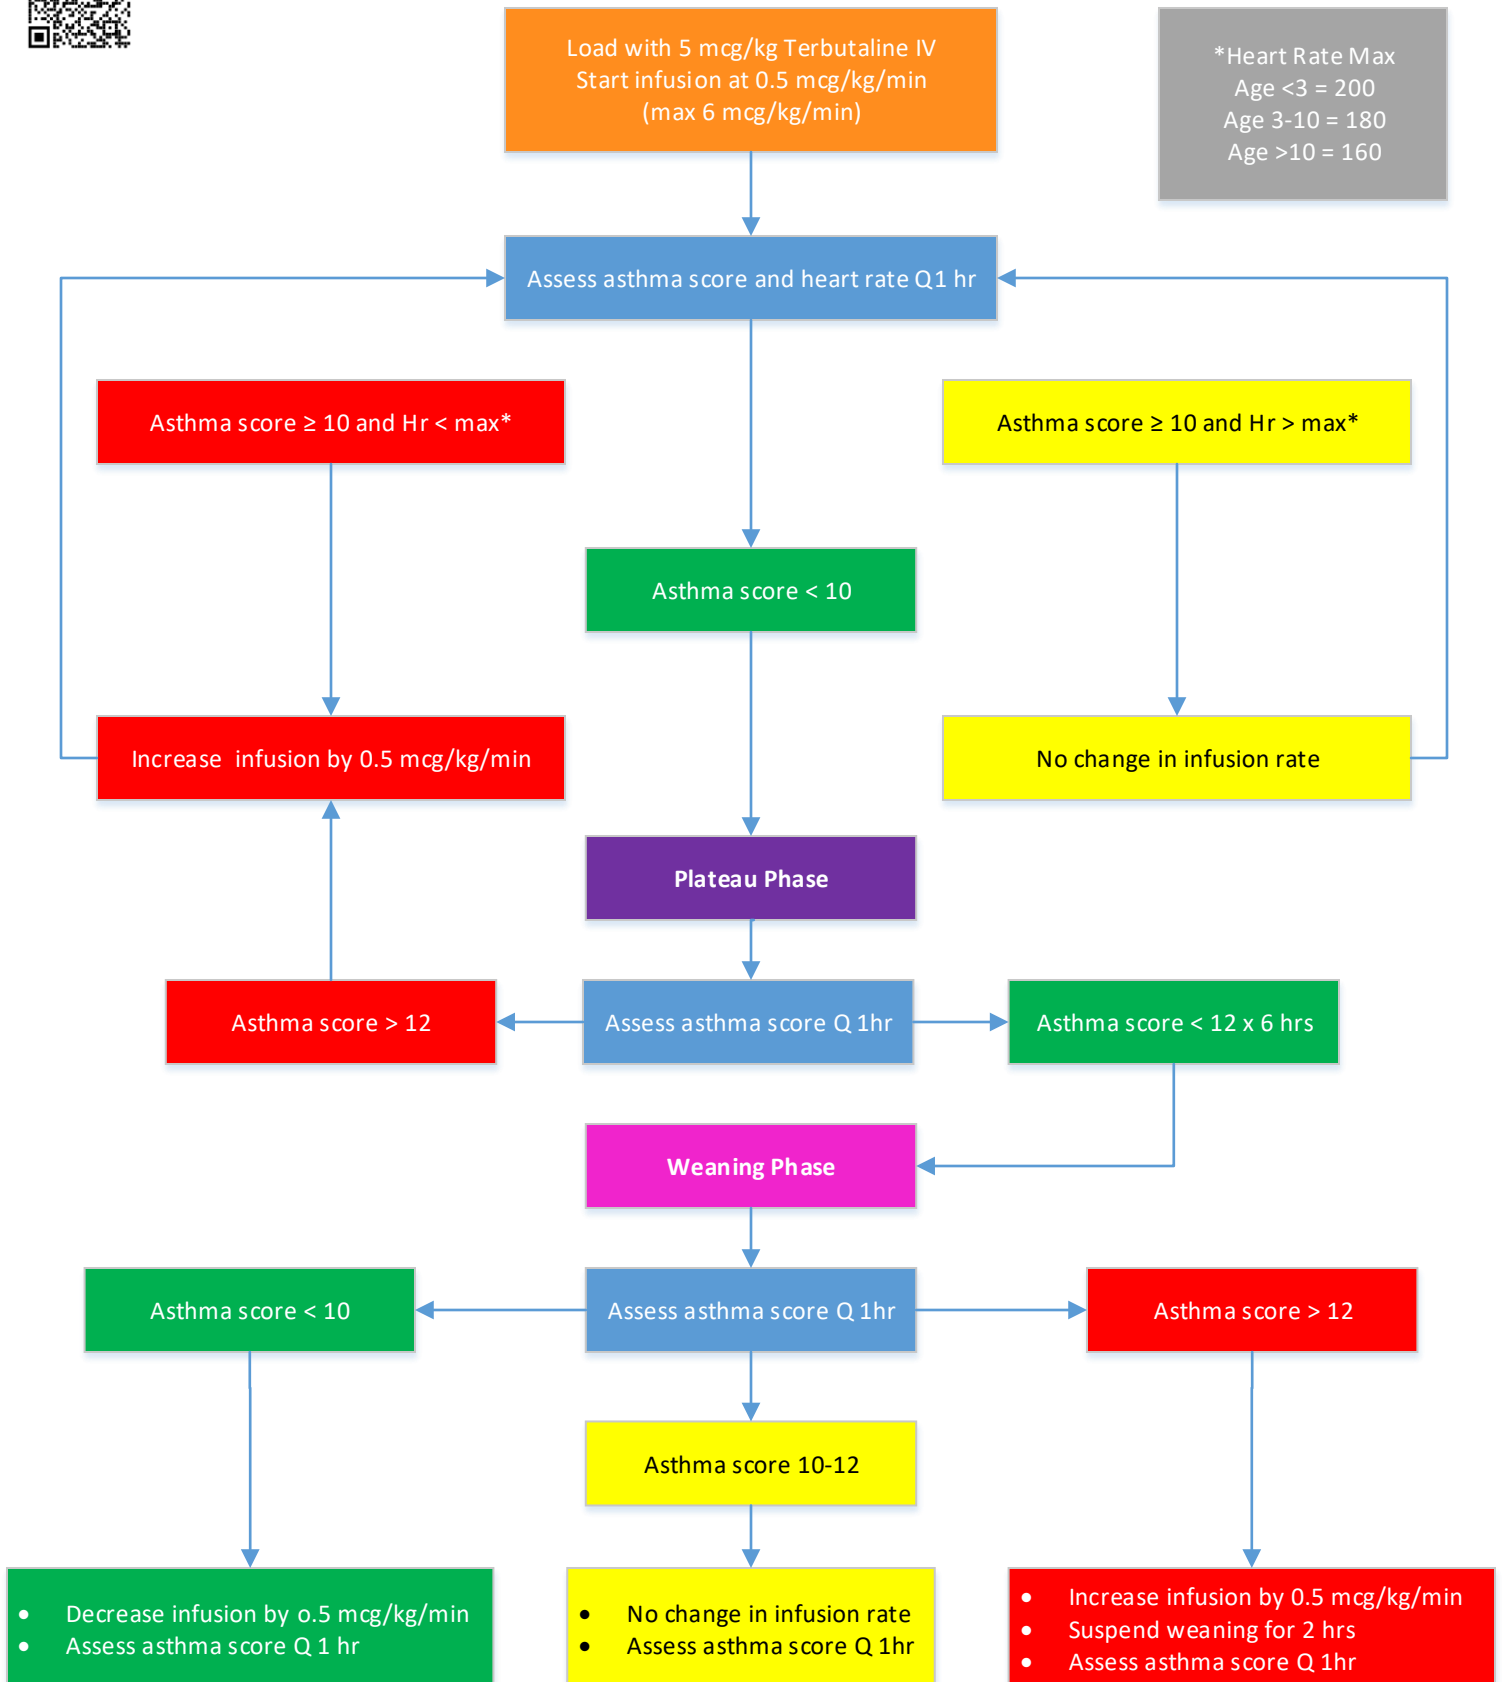 Load with 5 mcg/kg Terbutaline IV
Start infusion at 0.5 mcg/kg/min
(max 6 mcg/kg/min)
*Heart Rate Max
Age <3 = 200
Age 3-10 = 180
Age >10 = 160
Assess asthma score and heart rate Q1 hr
Asthma score ≥ 10 and Hr < max*
Asthma score ≥ 10 and Hr > max*
Asthma score < 10
Increase infusion by 0.5 mcg/kg/min
No change in infusion rate
Plateau Phase
Asthma score > 12
Assess asthma score Q 1hr
Asthma score < 12 x 6 hrs
Weaning Phase
Asthma score < 10
Assess asthma score Q 1hr
Asthma score > 12
Asthma score 10-12
• Decrease infusion by o.5 mcg/kg/min
• Assess asthma score Q 1 hr
• No change in infusion rate
• Assess asthma score Q 1hr
• Increase infusion by 0.5 mcg/kg/min
• Suspend weaning for 2 hrs
• Assess asthma score Q 1hr